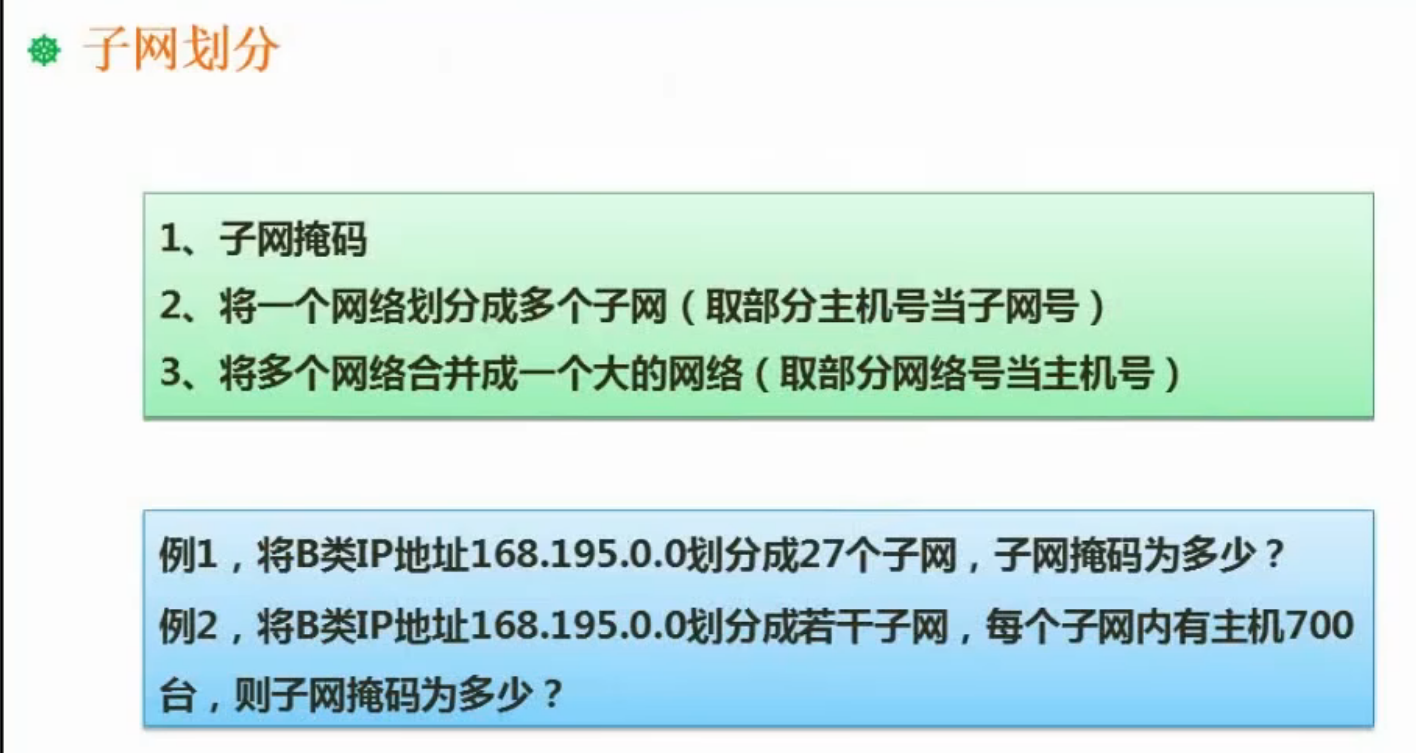 子网划分
1、子网掩码
2、将一个网络划分成多个子网（取部分主机号当子网号）
3、将多个网络合并成一个大的网络（取部分网络号当主机号）
例1，将B类IP地址168.195.0.0划分成27个子网，子网掩码为多少？
例2，将B类IP地址168.195.0.0划分成若干子网，每个子网内有主机700
台，则子网掩码为多少？